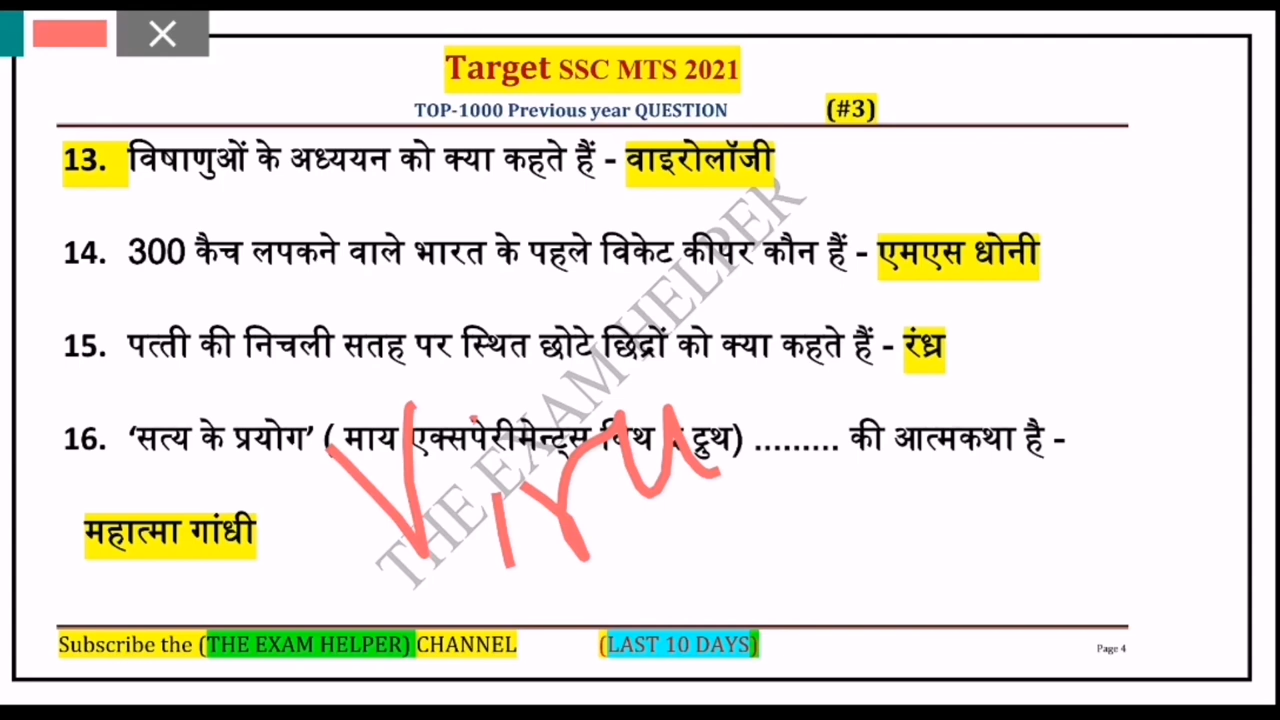 Target SSC MTS 2021
TOP-1000 Previous year QUESTION (#3)
13. विषाणुओं के अध्ययन को क्या कहते हैं - वाइरोलॉजी
14. 300 कैच लपकने वाले भारत के पहले विकेट कीपर कौन हैं - एमएस धोनी
15. पत्ती की निचली सतह पर स्थित छोटे छिद्रों को क्या कहते हैं - रंध्र
16. ‘सत्य के प्रयोग’ ( माय एक्सपेरीमेन्ट्स विथ द ट्रुथ) ......... की आत्मकथा है -
महात्मा गांधी
Viru
THE EXAM HELPER
Subscribe the (THE EXAM HELPER) CHANNEL (LAST 10 DAYS)
Page 4